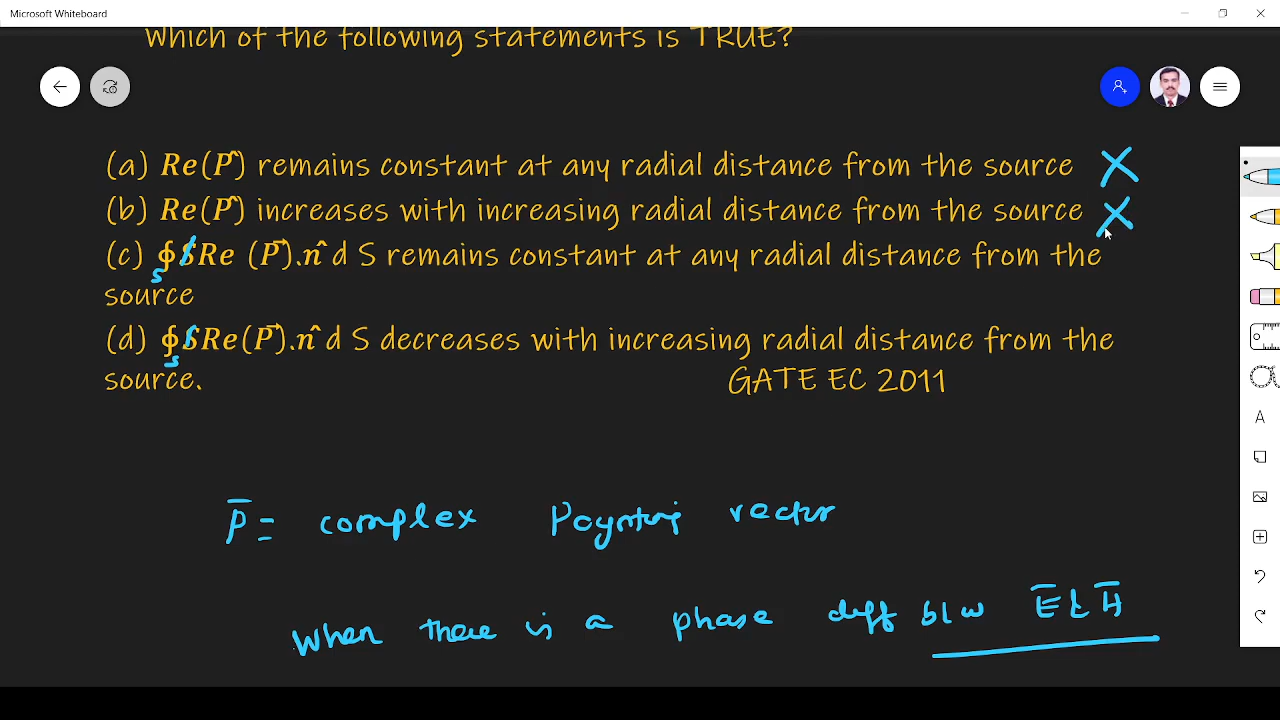 Microsoft Whiteboard
Which of the following statements is TRUE?
(a) Re(P̂) remains constant at any radial distance from the source X
(b) Re(P̂) increases with increasing radial distance from the source X
(c) ∮S Re (P⃗).n̂ d S remains constant at any radial distance from the
s
source
(d) ∮S Re(P⃗).n̂ d S decreases with increasing radial distance from the
s
source.
GATE EC 2011
P̅ = complex Poynting vector
When there is a phase diff b/w E̅ & H̅
A